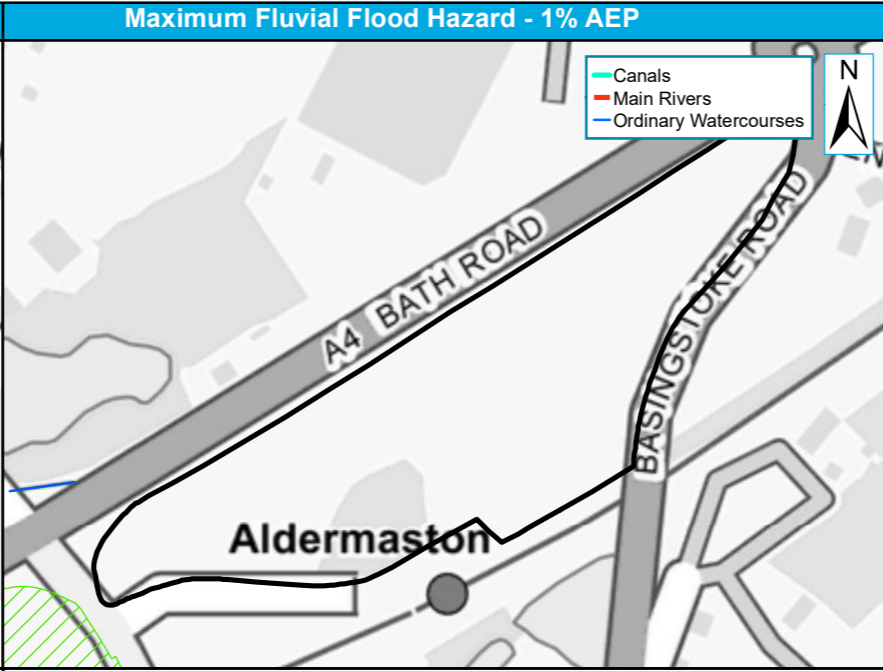 Maximum Fluvial Flood Hazard - 1% AEP
Canals
Main Rivers
Ordinary Watercourses
N
A4 BATH ROAD
BASINGSTOKE ROAD
Aldermaston